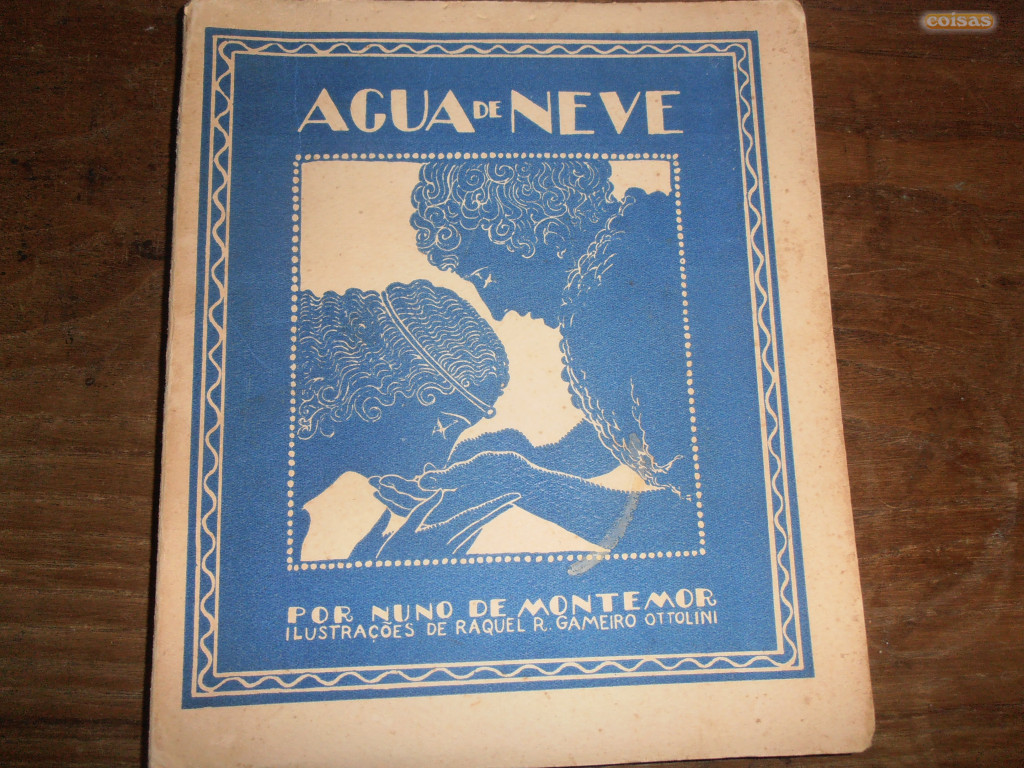 coisas
AGUA DE NEVE
POR NUNO DE MONTEMOR
ILUSTRAÇÕES DE RAQUEL R. GAMEIRO OTTOLINI